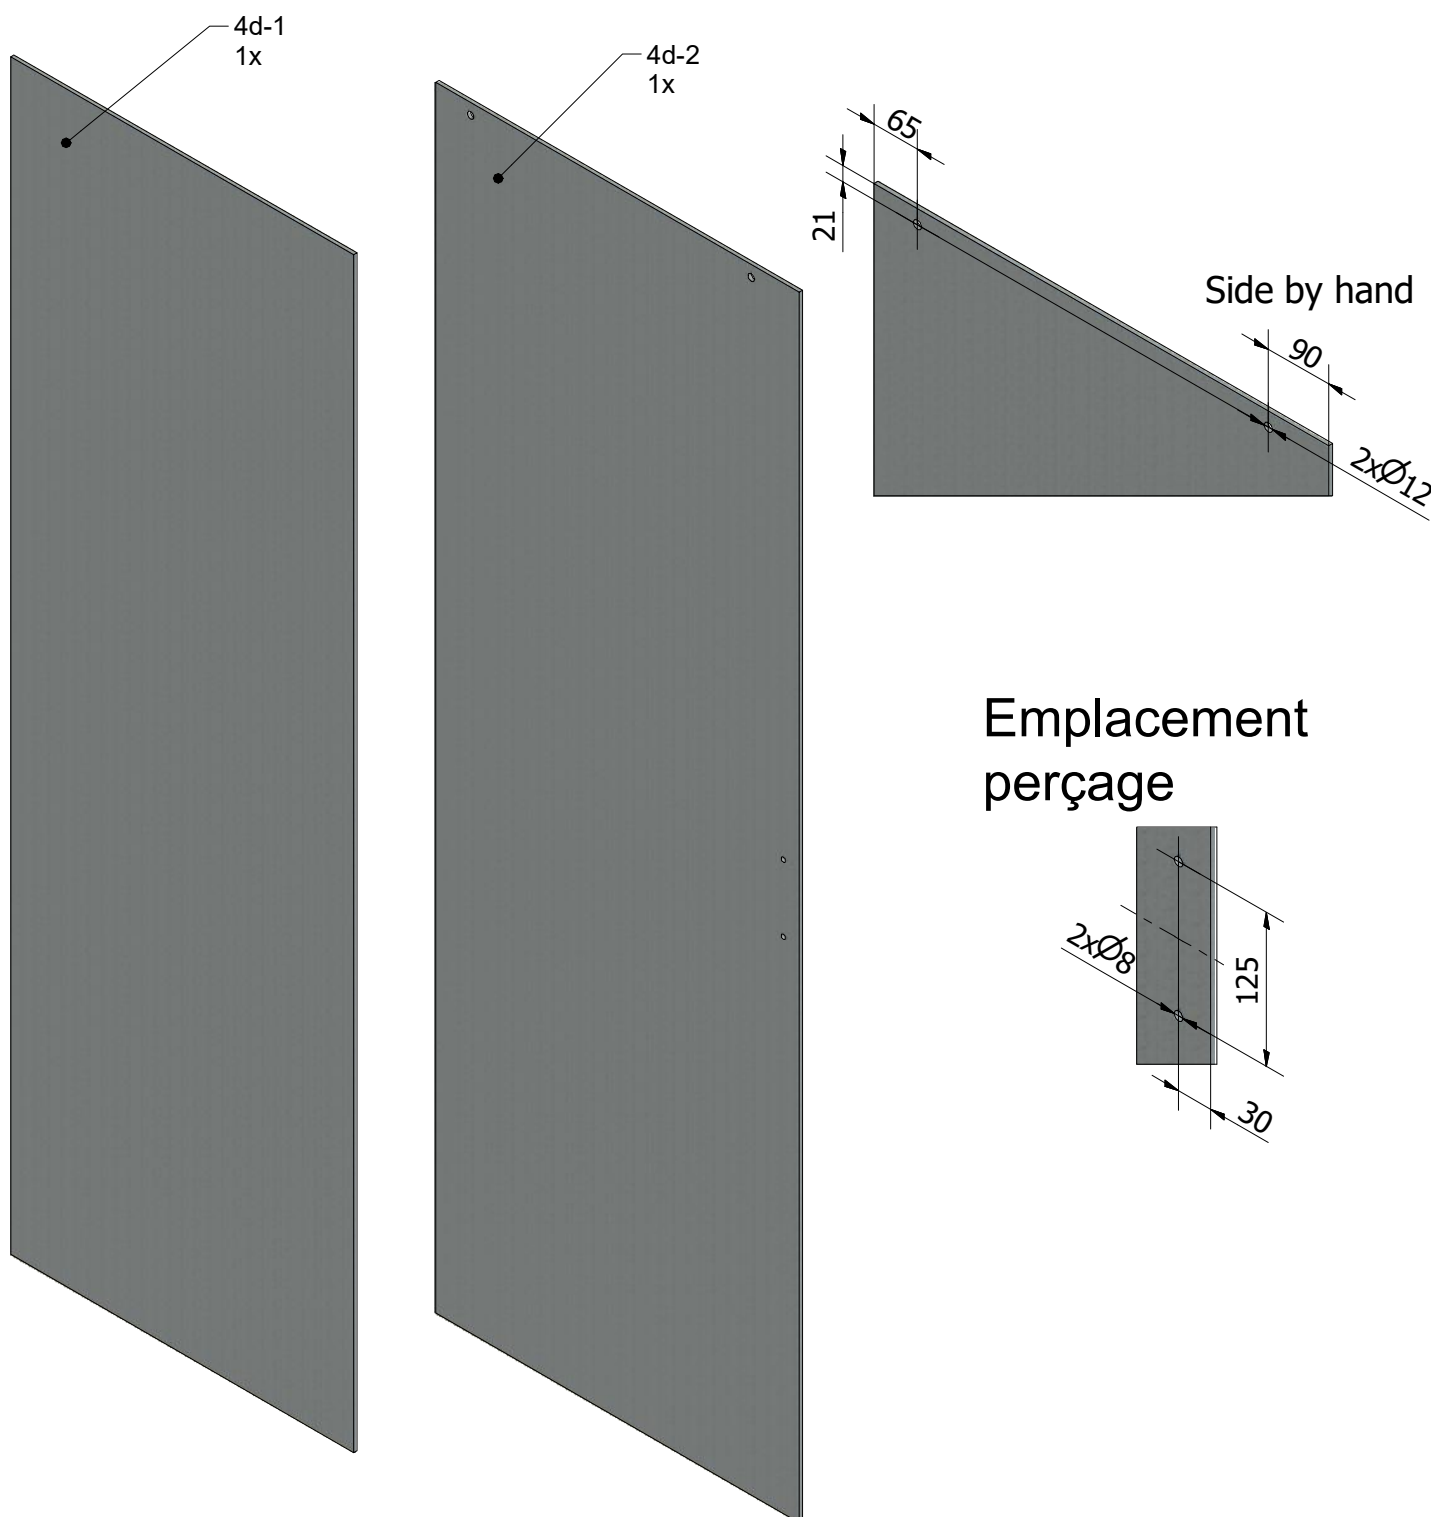 4d-1
1x
4d-2
1x
65
21
Side by hand
90
2xØ12
Emplacement
perçage
2xØ8
125
30